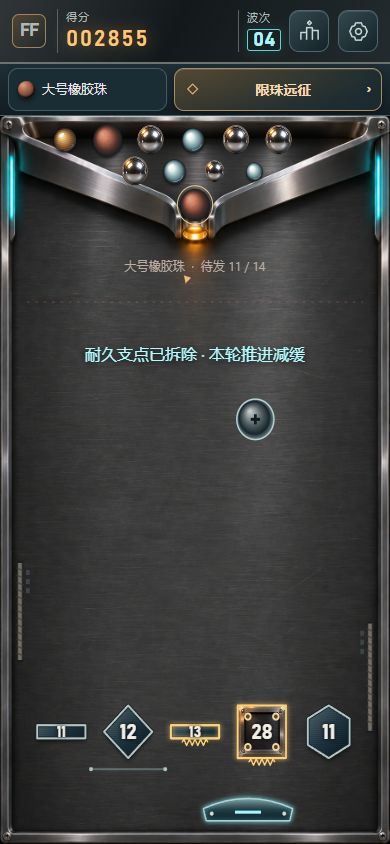 FF
得分
002855
波次
04
大号橡胶珠
限珠远征
大号橡胶珠 · 待发 11 / 14
耐久支点已拆除 · 本轮推进减缓
11
12
13
28
11